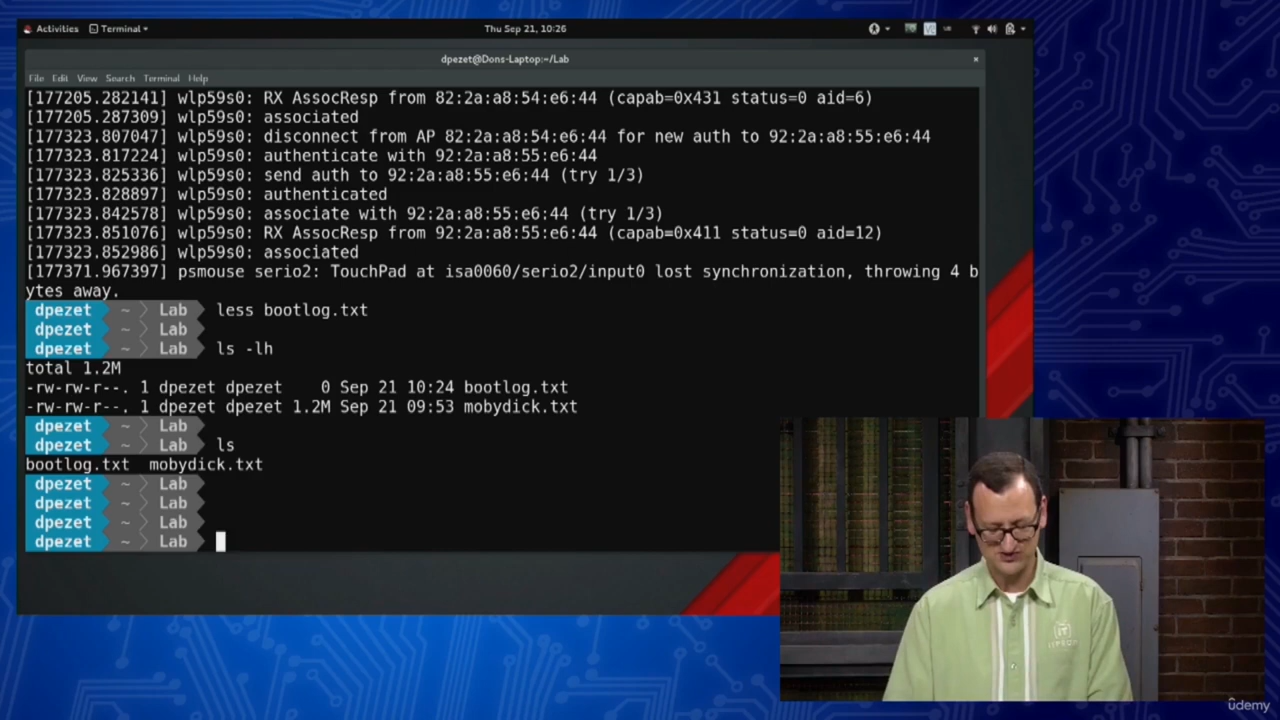 Activities Terminal Thu Sep 21, 10:26
dpezet@Dons-Laptop:~/Lab ×
File Edit View Search Terminal Help
[177205.282141] wlp59s0: RX AssocResp from 82:2a:a8:54:e6:44 (capab=0x431 status=0 aid=6)
[177205.287309] wlp59s0: associated
[177323.807047] wlp59s0: disconnect from AP 82:2a:a8:54:e6:44 for new auth to 92:2a:a8:55:e6:44
[177323.817224] wlp59s0: authenticate with 92:2a:a8:55:e6:44
[177323.825336] wlp59s0: send auth to 92:2a:a8:55:e6:44 (try 1/3)
[177323.828897] wlp59s0: authenticated
[177323.842578] wlp59s0: associate with 92:2a:a8:55:e6:44 (try 1/3)
[177323.851076] wlp59s0: RX AssocResp from 92:2a:a8:55:e6:44 (capab=0x411 status=0 aid=12)
[177323.852986] wlp59s0: associated
[177371.967397] psmouse serio2: TouchPad at isa0060/serio2/input0 lost synchronization, throwing 4 b
ytes away.
dpezet ~ Lab less bootlog.txt
dpezet ~ Lab
dpezet ~ Lab ls -lh
total 1.2M
-rw-rw-r--. 1 dpezet dpezet    0 Sep 21 10:24 bootlog.txt
-rw-rw-r--. 1 dpezet dpezet 1.2M Sep 21 09:53 mobydick.txt
dpezet ~ Lab
dpezet ~ Lab ls
bootlog.txt  mobydick.txt
dpezet ~ Lab
dpezet ~ Lab
dpezet ~ Lab
dpezet ~ Lab
udemy